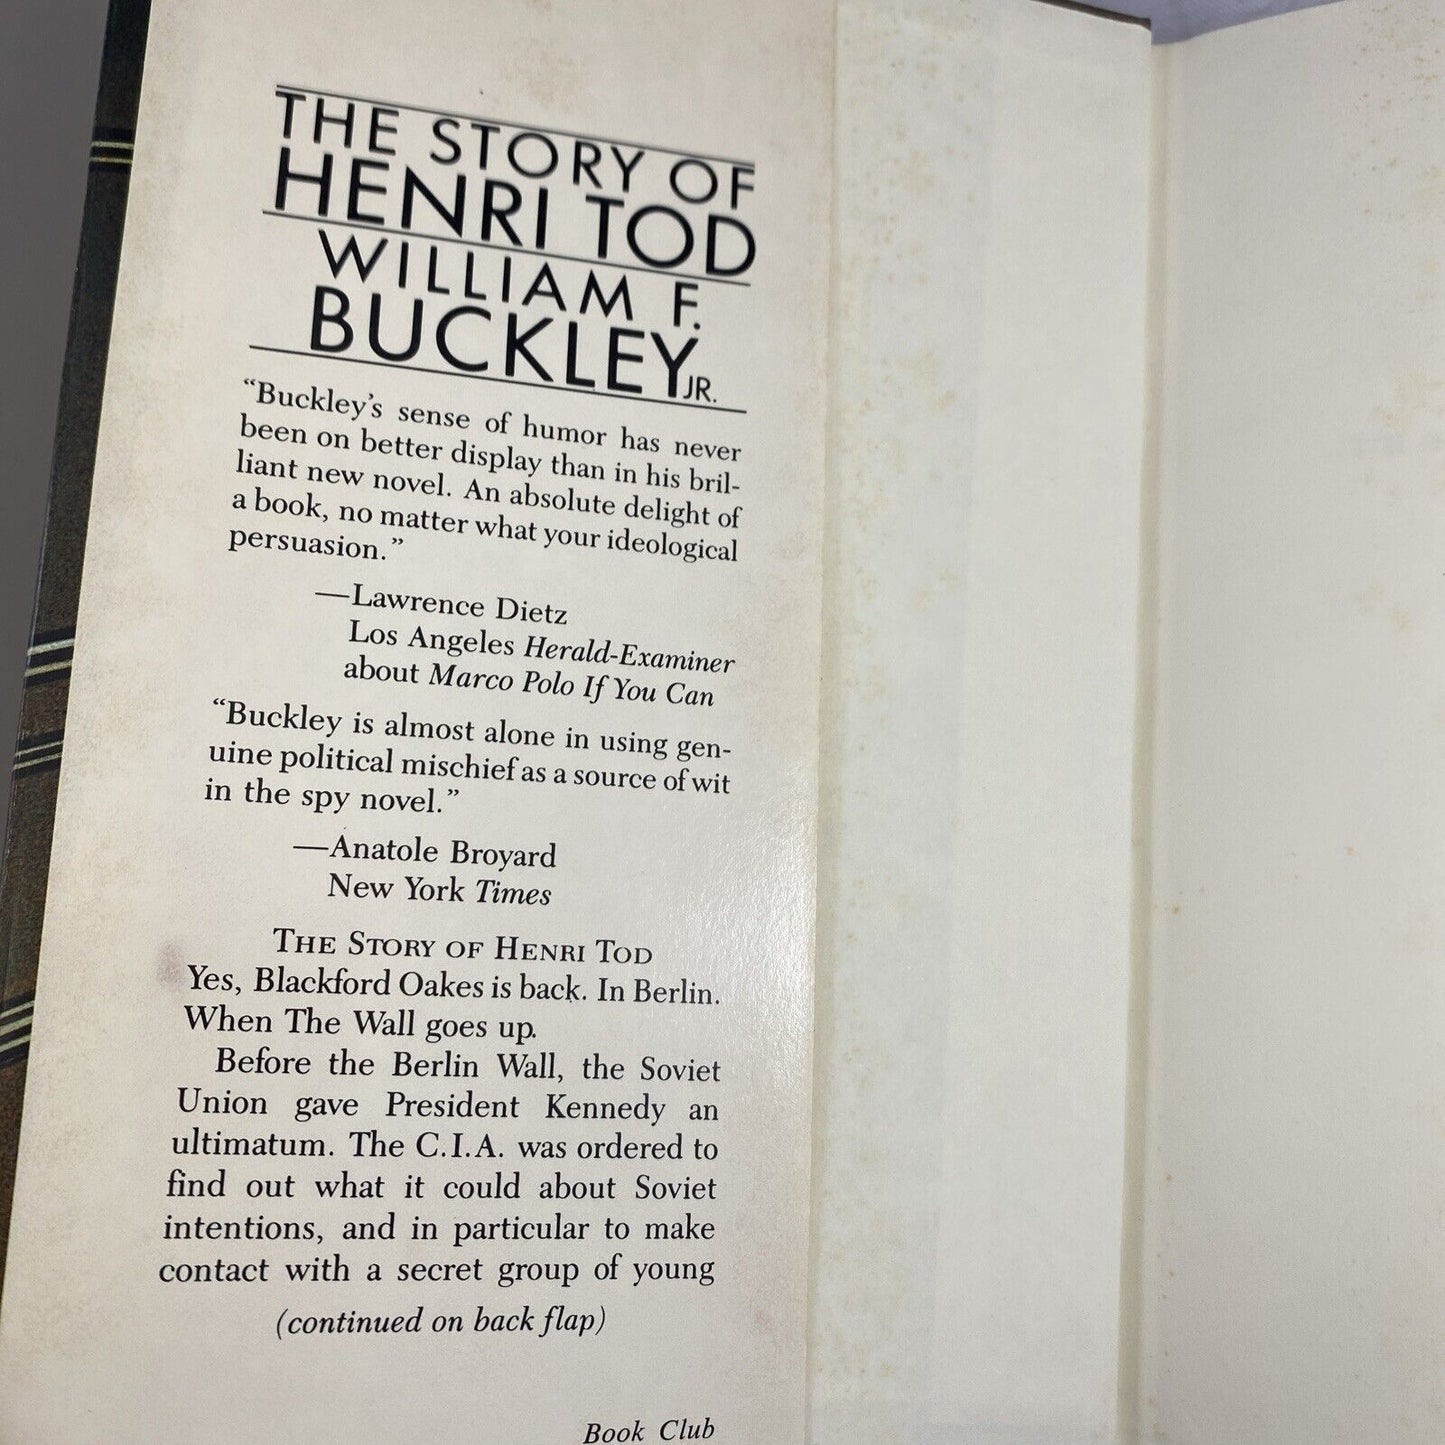 THE STORY OF
HENRI TOD
WILLIAM F.
BUCKLEY JR.
“Buckley’s sense of humor has never
been on better display than in his bril-
liant new novel. An absolute delight of
a book, no matter what your ideological
persuasion.”
—Lawrence Dietz
Los Angeles Herald-Examiner
about Marco Polo If You Can
“Buckley is almost alone in using gen-
uine political mischief as a source of wit
in the spy novel.”
—Anatole Broyard
New York Times
THE STORY OF HENRI TOD
Yes, Blackford Oakes is back. In Berlin.
When The Wall goes up.
Before the Berlin Wall, the Soviet
Union gave President Kennedy an
ultimatum. The C.I.A. was ordered to
find out what it could about Soviet
intentions, and in particular to make
contact with a secret group of young
(continued on back flap)
Book Club